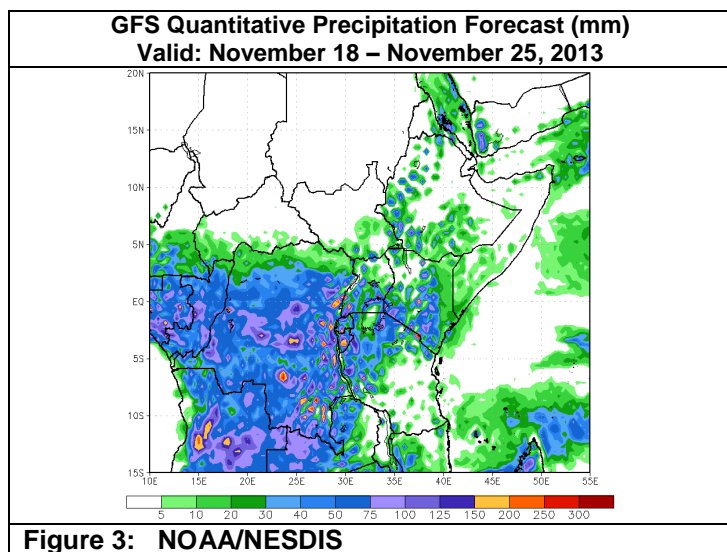 GFS Quantitative Precipitation Forecast (mm)
Valid: November 18 – November 25, 2013
20N
15N
10N
5N
EQ
5S
10S
15S
10E 15E 20E 25E 30E 35E 40E 45E 50E 55E
5 10 20 30 40 50 75 100 125 150 200 250 300
Figure 3: NOAA/NESDIS